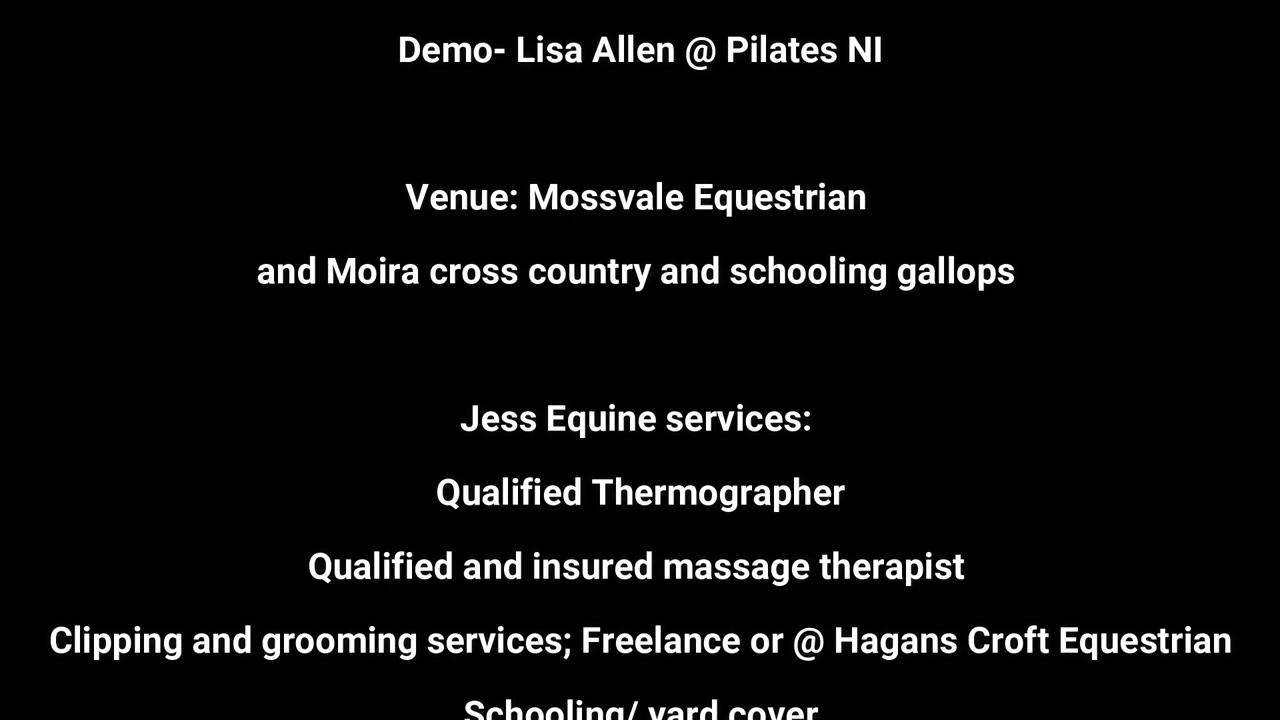 Demo- Lisa Allen @ Pilates NI
Venue: Mossvale Equestrian
and Moira cross country and schooling gallops
Jess Equine services:
Qualified Thermographer
Qualified and insured massage therapist
Clipping and grooming services; Freelance or @ Hagans Croft Equestrian
Schooling/ yard cover